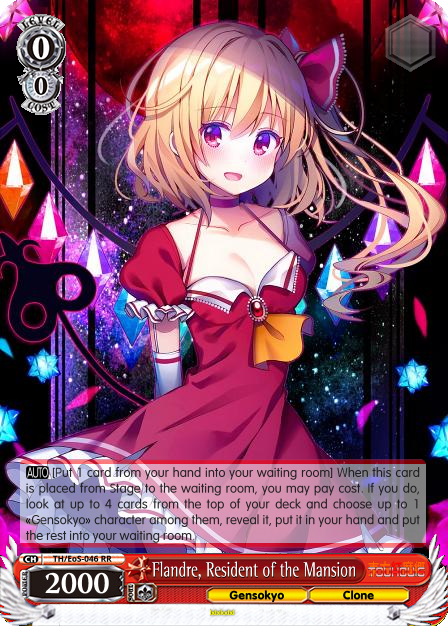 LEVEL
0
0
COST
AUTO [Put 1 card from your hand into your waiting room] When this card
is placed from Stage to the waiting room, you may pay cost. If you do,
look at up to 4 cards from the top of your deck and choose up to 1
«Gensokyo» character among them, reveal it, put it in your hand and put
the rest into your waiting room.
CH TH/EoS-046 RR
POWER 2000 SOUL
Flandre, Resident of the Mansion
Gensokyo Clone